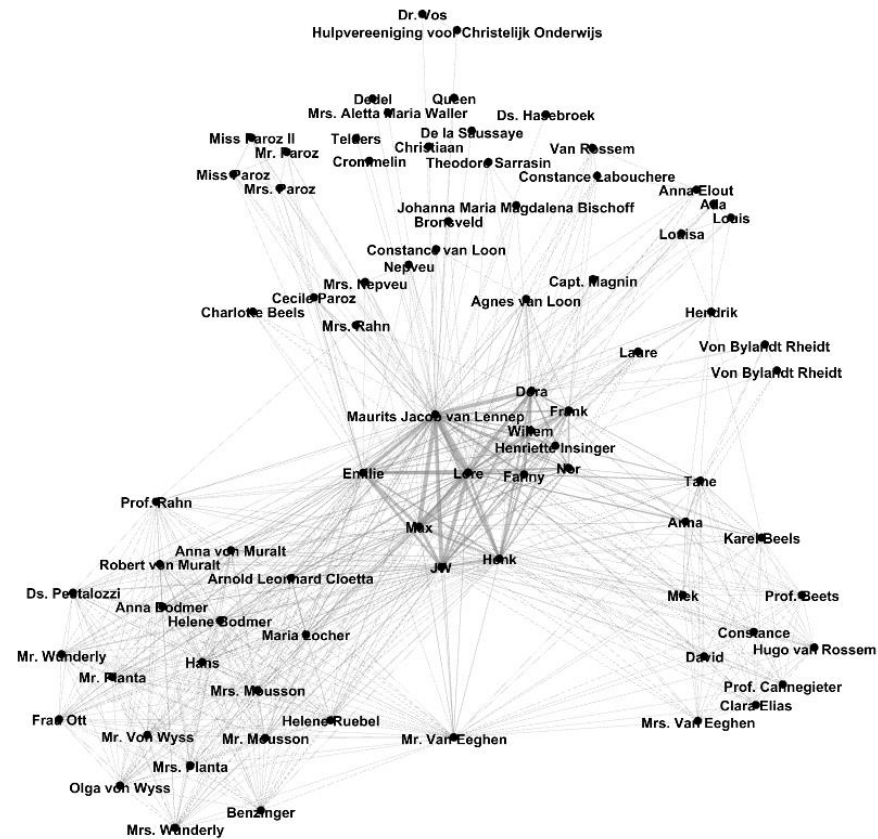 Dr. Vos
Hulpvereeniging voor Christelijk Onderwijs
Dedel
Queen
Mrs. Aletta Maria Waller
Ds. Hasebroek
De la Saussaye
Miss Paroz II
Telders
Christiaan
Van Rossem
Mr. Paroz
Crommelin
Theodore Sarrasin
Miss Paroz
Constance Labouchere
Mrs. Paroz
Anna Elout
Ada
Johanna Maria Magdalena Bischoff
Louis
Bronsveld
Louisa
Constance van Loon
Nepveu
Mrs. Nepveu
Capt. Magnin
Cecile Paroz
Agnes van Loon
Charlotte Beels
Hendrik
Mrs. Rahn
Laure
Von Bylandt Rheidt
Von Bylandt Rheidt
Dora
Maurits Jacob van Lennep
Frank
Willem
Henriette Insinger
Emilie
Lore
Fanny
Nor
Tane
Prof. Rahn
Max
Anna
Karel Beels
Anna von Muralt
Henk
Robert van Muralt
JW
Arnold Leonhard Cloetta
Ds. Pestalozzi
Miek
Prof. Beets
Anna Bodmer
Helene Bodmer
Maria Locher
Constance
Hugo van Rossem
Mr. Wunderly
Hans
David
Mr. Planta
Mrs. Mousson
Prof. Cannegieter
Clara Elias
Frau Ott
Helene Ruebel
Mrs. Van Eeghen
Mr. Von Wyss
Mr. Mousson
Mr. Van Eeghen
Mrs. Planta
Olga von Wyss
Benzinger
Mrs. Wunderly